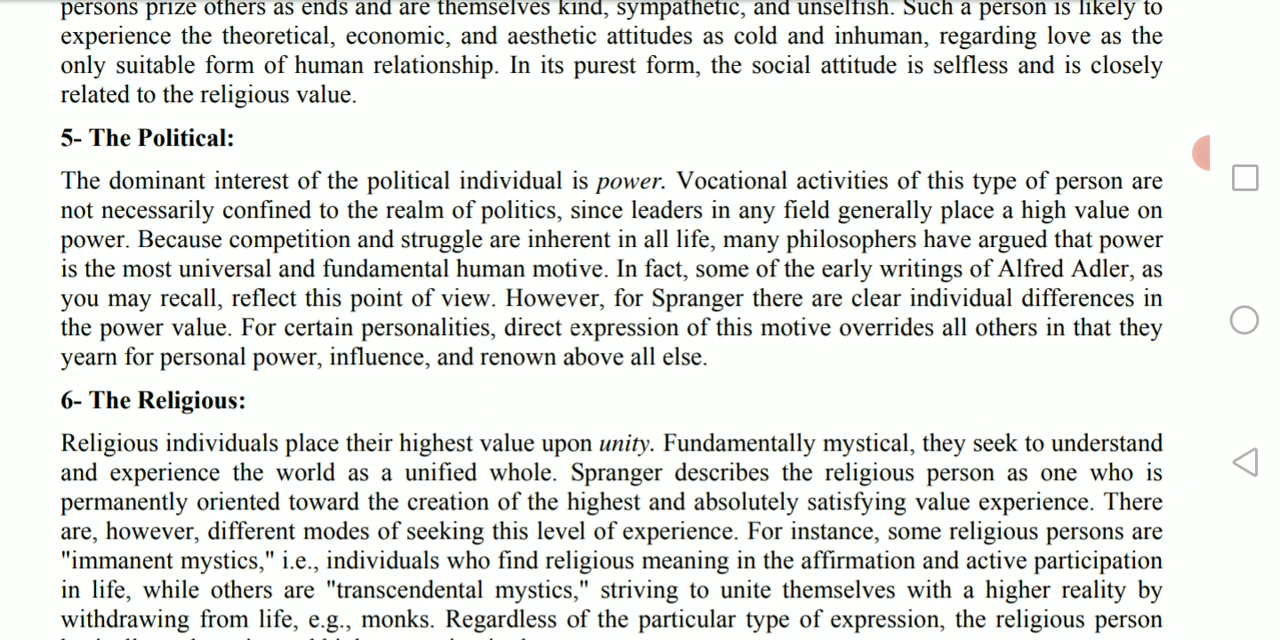 persons prize others as ends and are themselves kind, sympathetic, and unselfish. Such a person is likely to
experience the theoretical, economic, and aesthetic attitudes as cold and inhuman, regarding love as the
only suitable form of human relationship. In its purest form, the social attitude is selfless and is closely
related to the religious value.
5- The Political:
The dominant interest of the political individual is power. Vocational activities of this type of person are
not necessarily confined to the realm of politics, since leaders in any field generally place a high value on
power. Because competition and struggle are inherent in all life, many philosophers have argued that power
is the most universal and fundamental human motive. In fact, some of the early writings of Alfred Adler, as
you may recall, reflect this point of view. However, for Spranger there are clear individual differences in
the power value. For certain personalities, direct expression of this motive overrides all others in that they
yearn for personal power, influence, and renown above all else.
6- The Religious:
Religious individuals place their highest value upon unity. Fundamentally mystical, they seek to understand
and experience the world as a unified whole. Spranger describes the religious person as one who is
permanently oriented toward the creation of the highest and absolutely satisfying value experience. There
are, however, different modes of seeking this level of experience. For instance, some religious persons are
"immanent mystics," i.e., individuals who find religious meaning in the affirmation and active participation
in life, while others are "transcendental mystics," striving to unite themselves with a higher reality by
withdrawing from life, e.g., monks. Regardless of the particular type of expression, the religious person